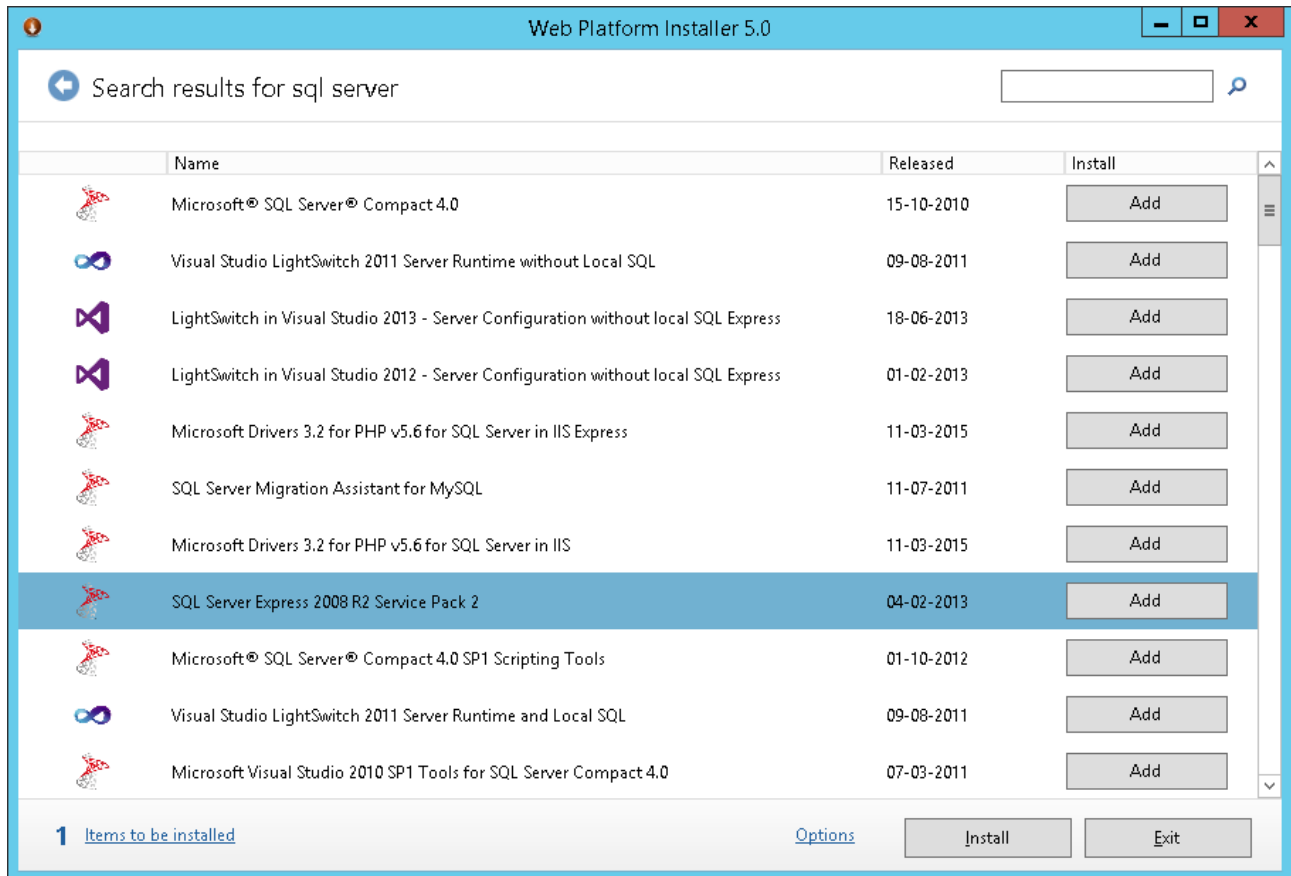 Web Platform Installer 5.0
Search results for sql server
Name Released Install
Microsoft® SQL Server® Compact 4.0 15-10-2010 Add
Visual Studio LightSwitch 2011 Server Runtime without Local SQL 09-08-2011 Add
LightSwitch in Visual Studio 2013 - Server Configuration without local SQL Express 18-06-2013 Add
LightSwitch in Visual Studio 2012 - Server Configuration without local SQL Express 01-02-2013 Add
Microsoft Drivers 3.2 for PHP v5.6 for SQL Server in IIS Express 11-03-2015 Add
SQL Server Migration Assistant for MySQL 11-07-2011 Add
Microsoft Drivers 3.2 for PHP v5.6 for SQL Server in IIS 11-03-2015 Add
SQL Server Express 2008 R2 Service Pack 2 04-02-2013 Add
Microsoft® SQL Server® Compact 4.0 SP1 Scripting Tools 01-10-2012 Add
Visual Studio LightSwitch 2011 Server Runtime and Local SQL 09-08-2011 Add
Microsoft Visual Studio 2010 SP1 Tools for SQL Server Compact 4.0 07-03-2011 Add
1 Items to be installed Options Install Exit